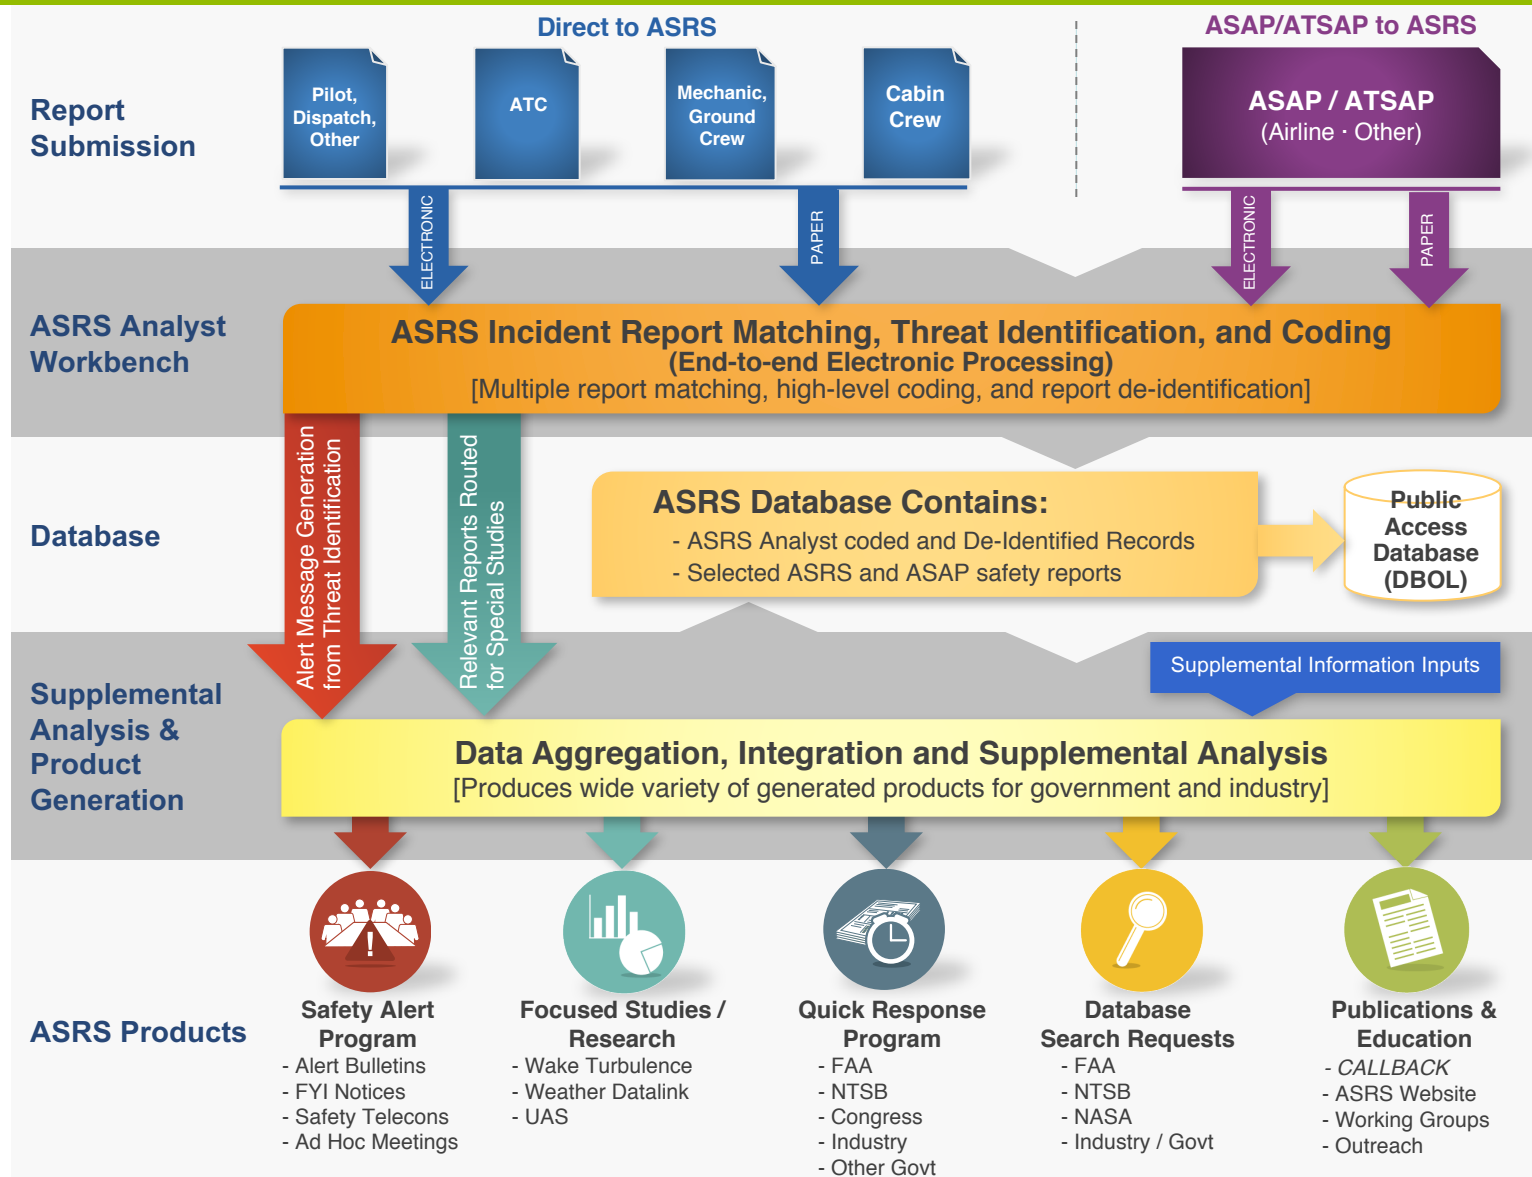 Direct to ASRS
ASAP/ATSAP to ASRS
Report
Submission
Pilot,
Dispatch,
Other
ATC
Mechanic,
Ground
Crew
Cabin
Crew
ASAP / ATSAP
(Airline · Other)
ELECTRONIC
PAPER
ELECTRONIC
PAPER
ASRS Analyst
Workbench
ASRS Incident Report Matching, Threat Identification, and Coding
(End-to-end Electronic Processing)
[Multiple report matching, high-level coding, and report de-identification]
Alert Message Generation
from Threat Identification
Relevant Reports Routed
for Special Studies
Database
ASRS Database Contains:
- ASRS Analyst coded and De-Identified Records
- Selected ASRS and ASAP safety reports
Public
Access
Database
(DBOL)
Supplemental
Analysis &
Product
Generation
Supplemental Information Inputs
Data Aggregation, Integration and Supplemental Analysis
[Produces wide variety of generated products for government and industry]
ASRS Products
Safety Alert
Program
- Alert Bulletins
- FYI Notices
- Safety Telecons
- Ad Hoc Meetings
Focused Studies /
Research
- Wake Turbulence
- Weather Datalink
- UAS
Quick Response
Program
- FAA
- NTSB
- Congress
- Industry
- Other Govt
Database
Search Requests
- FAA
- NTSB
- NASA
- Industry / Govt
Publications &
Education
- CALLBACK
- ASRS Website
- Working Groups
- Outreach